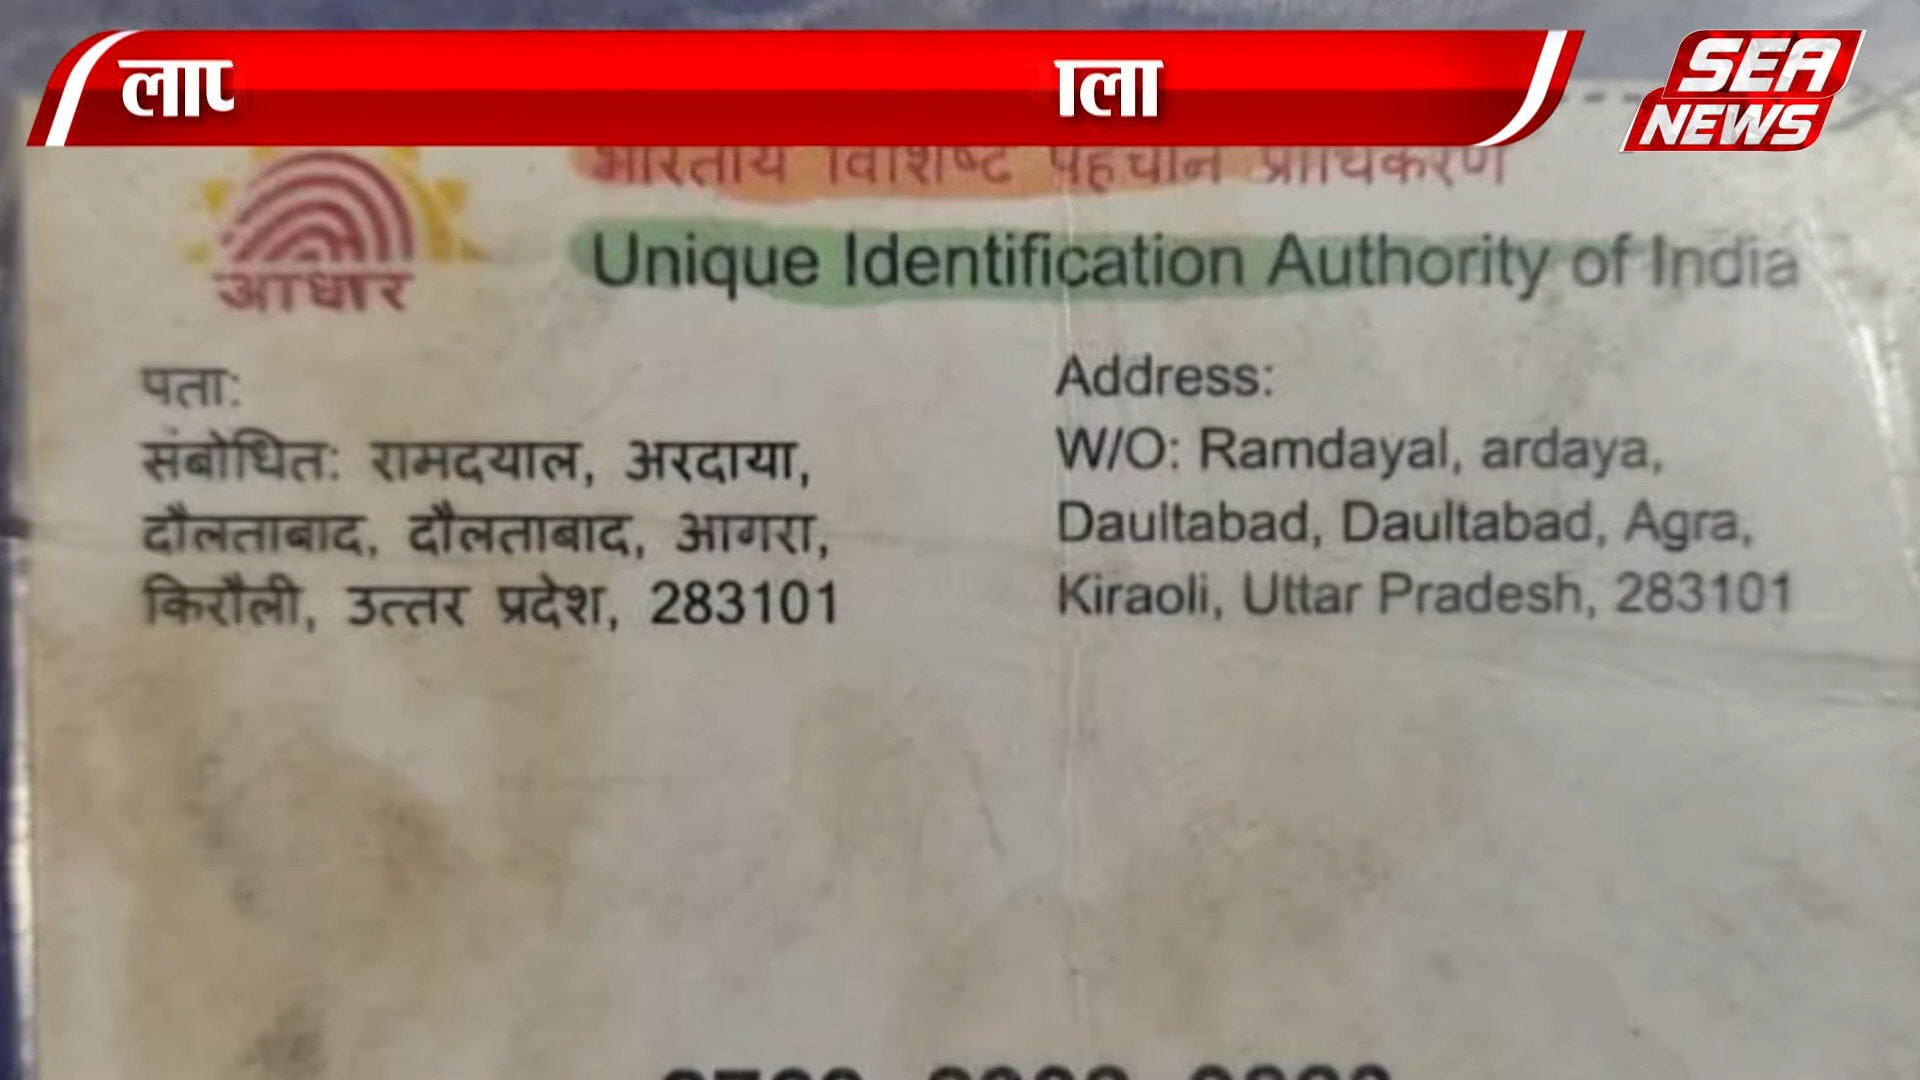 SEA
NEWS
भारतीय विशिष्ट पहचान प्राधिकरण
आधार
Unique Identification Authority of India
पता:
संबोधित: रामदयाल, अरदाया,
दौलताबाद, दौलताबाद, आगरा,
किरौली, उत्तर प्रदेश, 283101
Address:
W/O: Ramdayal, ardaya,
Daultabad, Daultabad, Agra,
Kiraoli, Uttar Pradesh, 283101